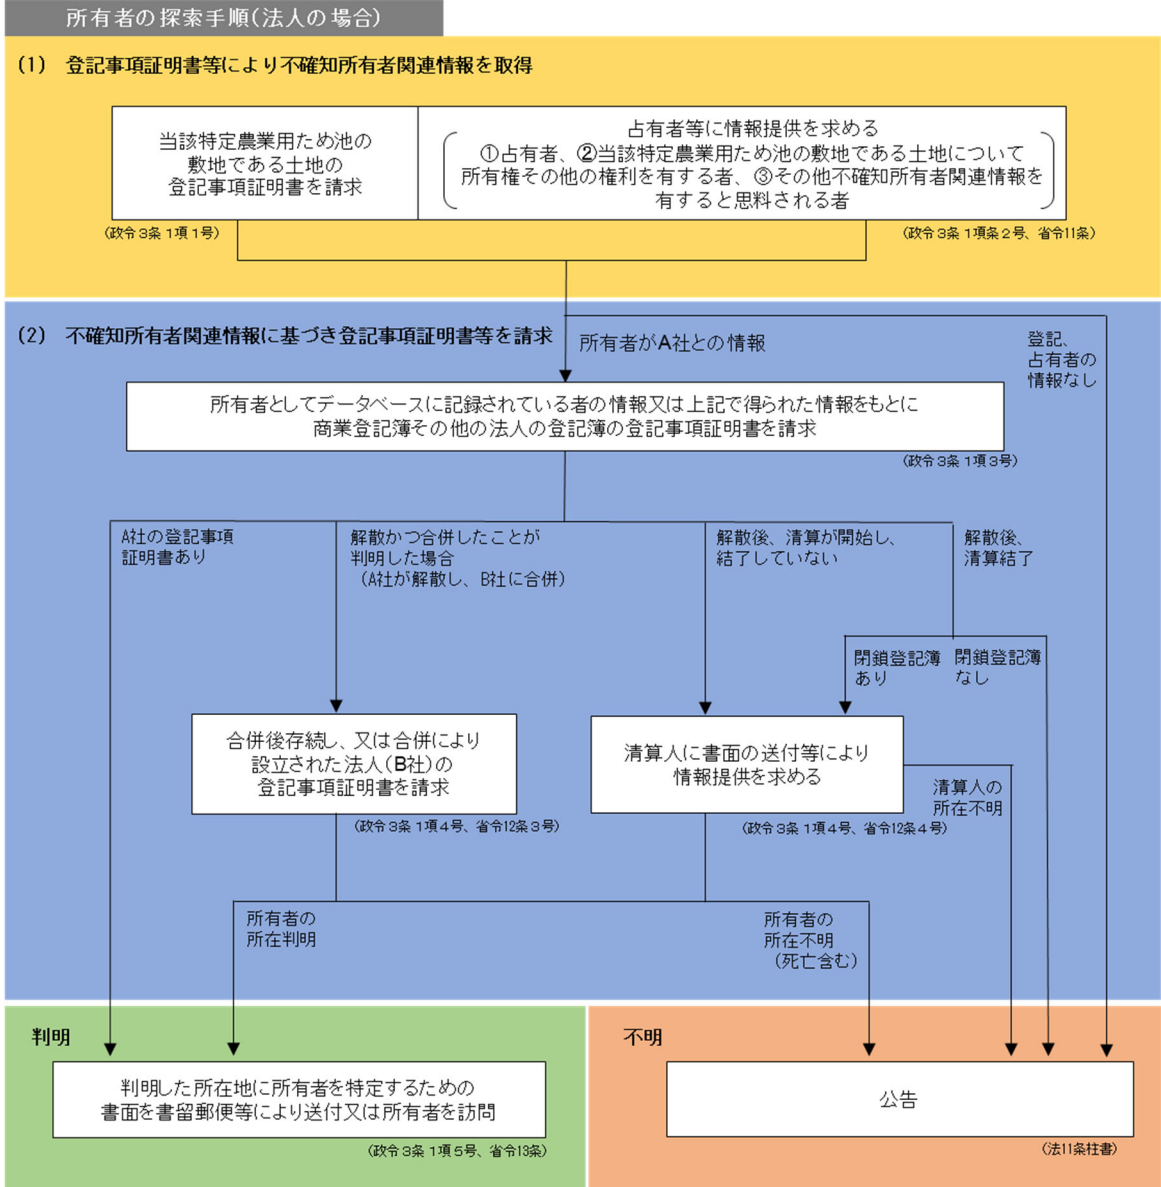 所有者の探索手順（法人の場合）
(1) 登記事項証明書等により不確知所有者関連情報を取得
当該特定農業用ため池の
敷地である土地の
登記事項証明書を請求
占有者等に情報提供を求める
①占有者、②当該特定農業用ため池の敷地である土地について
所有権その他の権利を有する者、③その他不確知所有者関連情報を
有すると思料される者
（政令３条１項１号）
（政令３条１項条２号、省令11条）
(2) 不確知所有者関連情報に基づき登記事項証明書等を請求
所有者がA社との情報
登記、
占有者の
情報なし
所有者としてデータベースに記録されている者の情報又は上記で得られた情報をもとに
商業登記簿その他の法人の登記簿の登記事項証明書を請求
（政令３条１項３号）
A社の登記事項
証明書あり
解散かつ合併したことが
判明した場合
（A社が解散し、B社に合併）
解散後、清算が開始し、
結了していない
解散後、
清算結了
閉鎖登記簿
あり
閉鎖登記簿
なし
合併後存続し、又は合併により
設立された法人（B社）の
登記事項証明書を請求
（政令３条１項４号、省令12条３号）
清算人に書面の送付等により
情報提供を求める
（政令３条１項４号、省令12条４号）
清算人の
所在不明
所有者の
所在判明
所有者の
所在不明
（死亡含む）
判明
判明した所在地に所有者を特定するための
書面を書留郵便等により送付又は所有者を訪問
（政令３条１項５号、省令13条）
不明
公告
（法11条柱書）